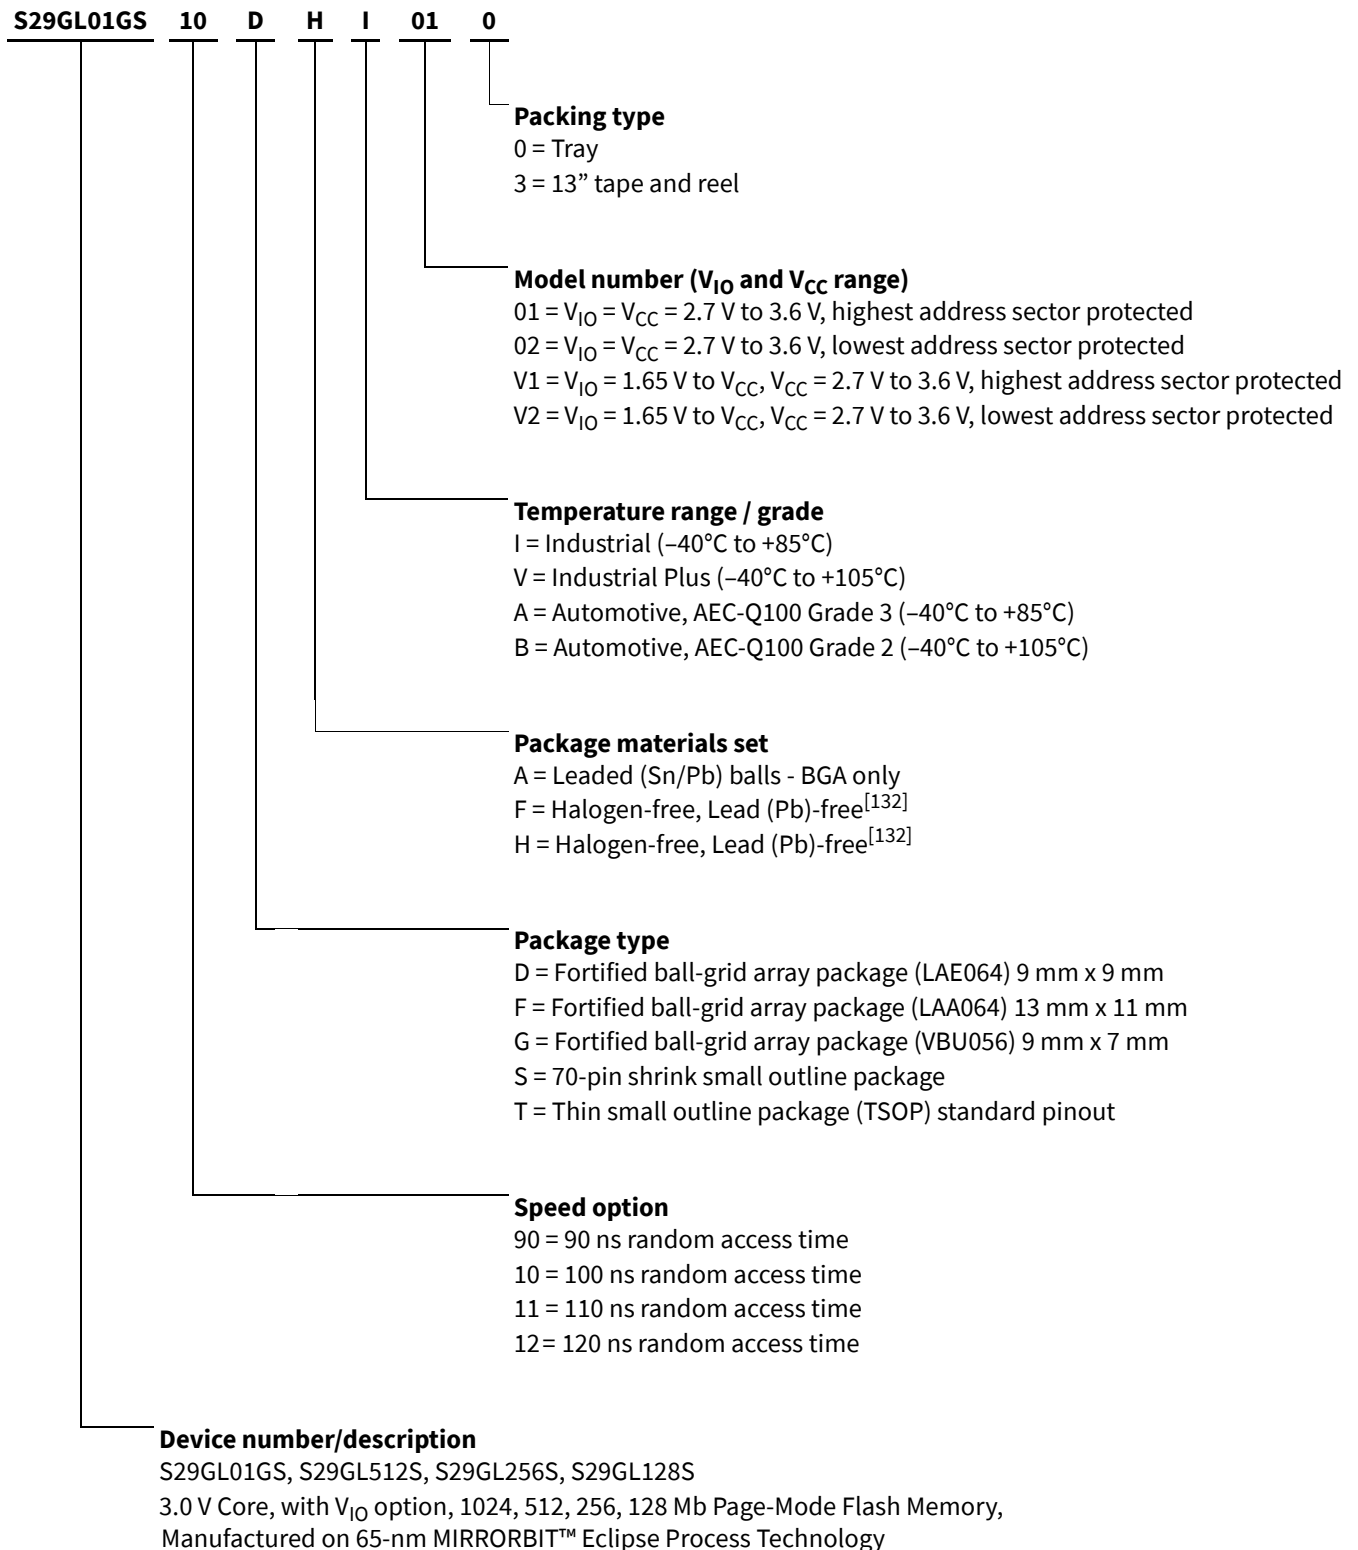 S29GL01GS 10 D H I 01 0
Packing type
0 = Tray
3 = 13” tape and reel
Model number (VIO and VCC range)
01 = VIO = VCC = 2.7 V to 3.6 V, highest address sector protected
02 = VIO = VCC = 2.7 V to 3.6 V, lowest address sector protected
V1 = VIO = 1.65 V to VCC, VCC = 2.7 V to 3.6 V, highest address sector protected
V2 = VIO = 1.65 V to VCC, VCC = 2.7 V to 3.6 V, lowest address sector protected
Temperature range / grade
I = Industrial (–40°C to +85°C)
V = Industrial Plus (–40°C to +105°C)
A = Automotive, AEC-Q100 Grade 3 (–40°C to +85°C)
B = Automotive, AEC-Q100 Grade 2 (–40°C to +105°C)
Package materials set
A = Leaded (Sn/Pb) balls - BGA only
F = Halogen-free, Lead (Pb)-free[132]
H = Halogen-free, Lead (Pb)-free[132]
Package type
D = Fortified ball-grid array package (LAE064) 9 mm x 9 mm
F = Fortified ball-grid array package (LAA064) 13 mm x 11 mm
G = Fortified ball-grid array package (VBU056) 9 mm x 7 mm
S = 70-pin shrink small outline package
T = Thin small outline package (TSOP) standard pinout
Speed option
90 = 90 ns random access time
10 = 100 ns random access time
11 = 110 ns random access time
12= 120 ns random access time
Device number/description
S29GL01GS, S29GL512S, S29GL256S, S29GL128S
3.0 V Core, with VIO option, 1024, 512, 256, 128 Mb Page-Mode Flash Memory,
Manufactured on 65-nm MIRRORBIT™ Eclipse Process Technology